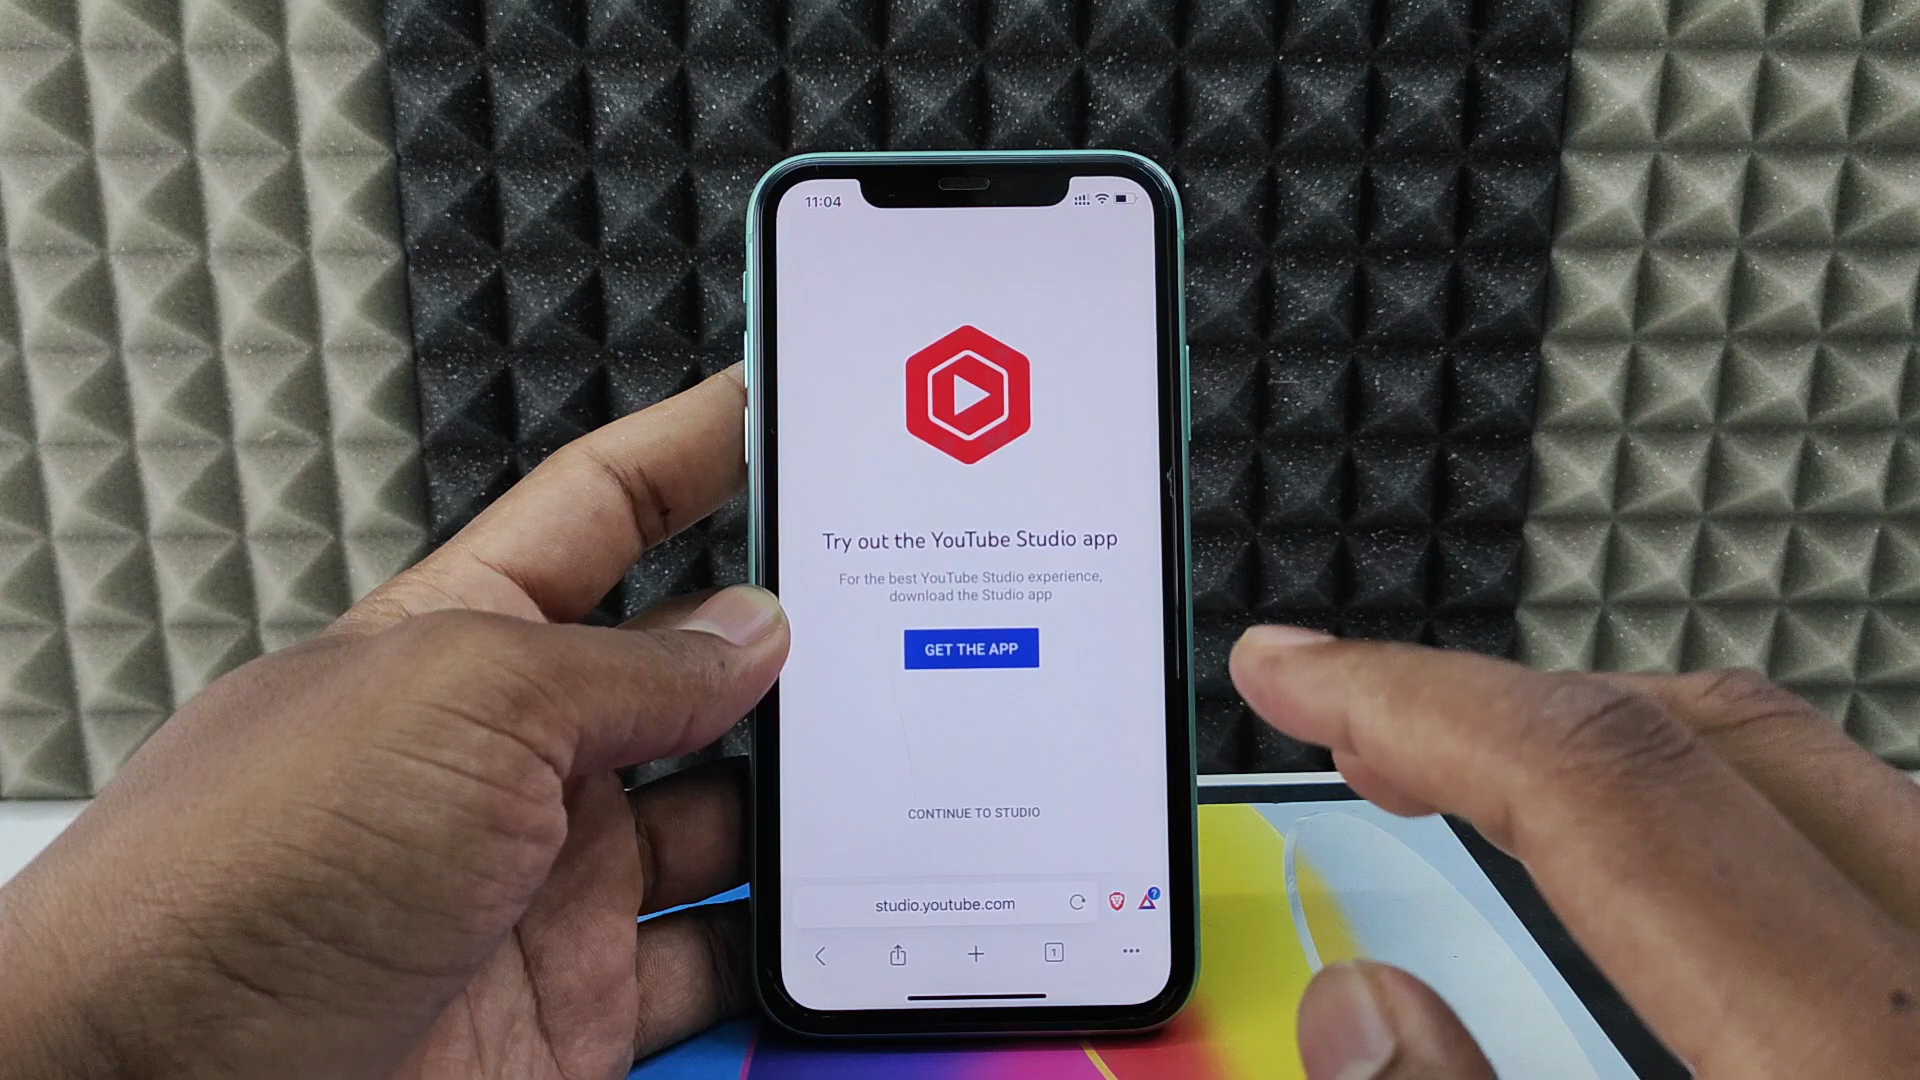 11:04
Try out the YouTube Studio app
For the best YouTube Studio experience,
download the Studio app
GET THE APP
CONTINUE TO STUDIO
studio.youtube.com
?
1